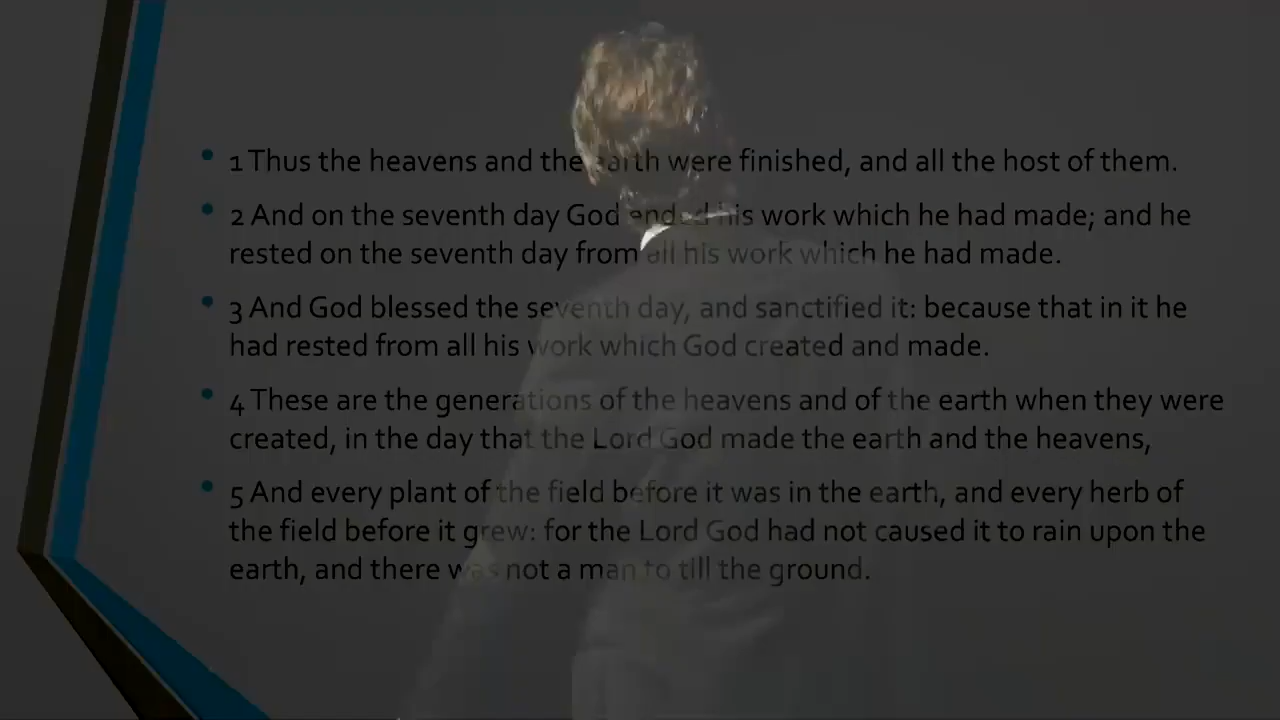 1 Thus the heavens and the earth were finished, and all the host of them.
2 And on the seventh day God ended his work which he had made; and he
rested on the seventh day from all his work which he had made.
3 And God blessed the seventh day, and sanctified it: because that in it he
had rested from all his work which God created and made.
4 These are the generations of the heavens and of the earth when they were
created, in the day that the Lord God made the earth and the heavens,
5 And every plant of the field before it was in the earth, and every herb of
the field before it grew: for the Lord God had not caused it to rain upon the
earth, and there was not a man to till the ground.